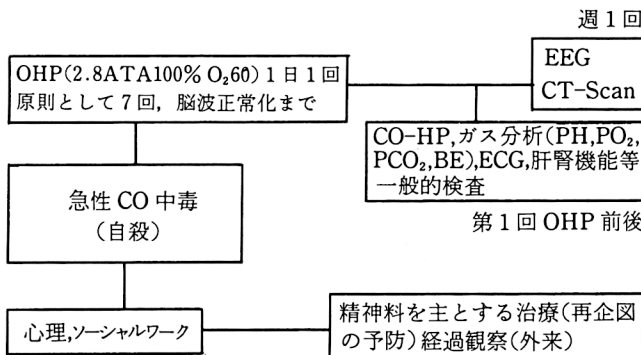 週1回
OHP(2.8ATA100% O₂60) 1日1回
原則として7回, 脳波正常化まで
EEG
CT-Scan
CO-HP,ガス分析(PH,PO₂,
PCO₂,BE),ECG,肝腎機能等
一般的検査
第1回OHP前後
急性CO中毒
(自殺)
心理,ソーシャルワーク
精神料を主とする治療(再企図
の予防)経過観察(外来)